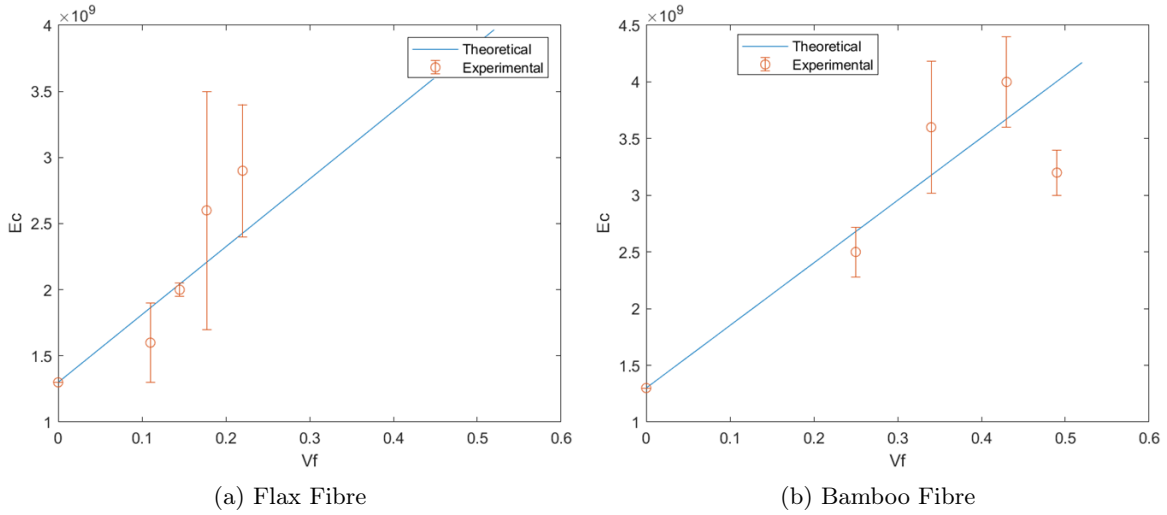 ×10⁹
4
3.5
3
2.5
2
1.5
1
Ec
0 0.1 0.2 0.3 0.4 0.5 0.6
Vf
Theoretical
Experimental
(a) Flax Fibre
×10⁹
4.5
4
3.5
3
2.5
2
1.5
1
Ec
0 0.1 0.2 0.3 0.4 0.5 0.6
Vf
Theoretical
Experimental
(b) Bamboo Fibre